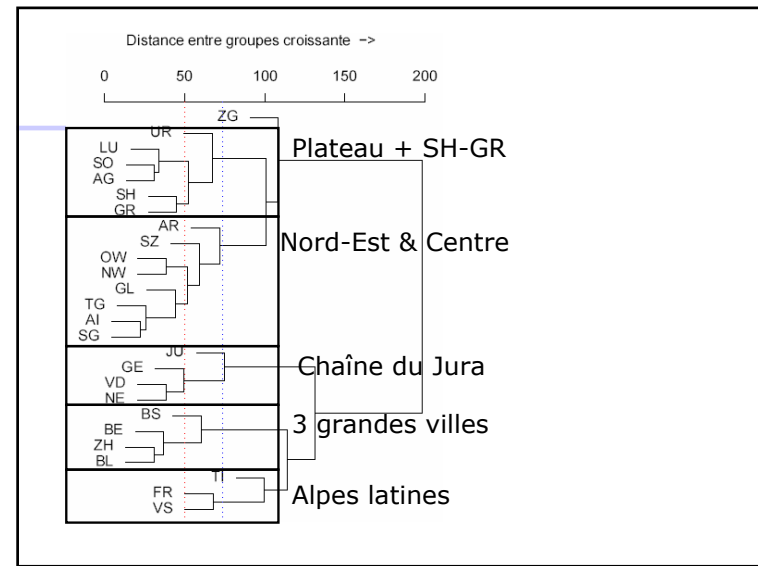 Distance entre groupes croissante −>
0 50 100 150 200
ZG
UR
Plateau + SH-GR
LU
SO
AG
SH
GR
AR
Nord-Est & Centre
SZ
OW
NW
GL
TG
AI
SG
JU
Chaîne du Jura
GE
VD
NE
BS
3 grandes villes
BE
ZH
BL
TI
Alpes latines
FR
VS